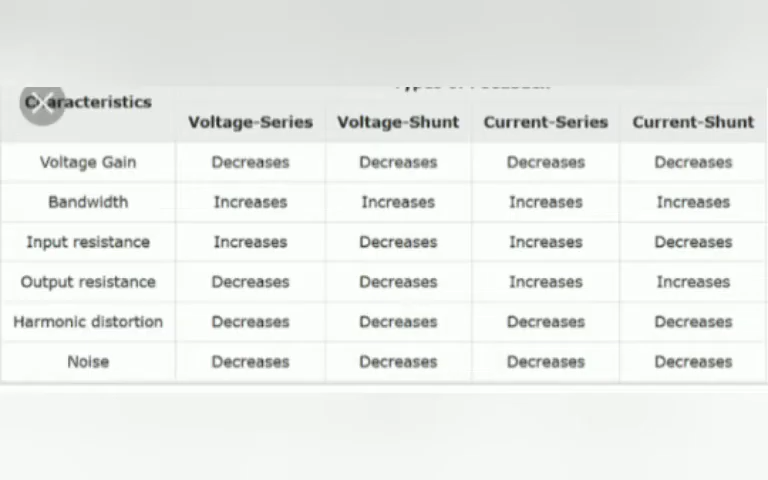 Characteristics
Voltage-Series Voltage-Shunt Current-Series Current-Shunt
Voltage Gain Decreases Decreases Decreases Decreases
Bandwidth Increases Increases Increases Increases
Input resistance Increases Decreases Increases Decreases
Output resistance Decreases Decreases Increases Increases
Harmonic distortion Decreases Decreases Decreases Decreases
Noise Decreases Decreases Decreases Decreases